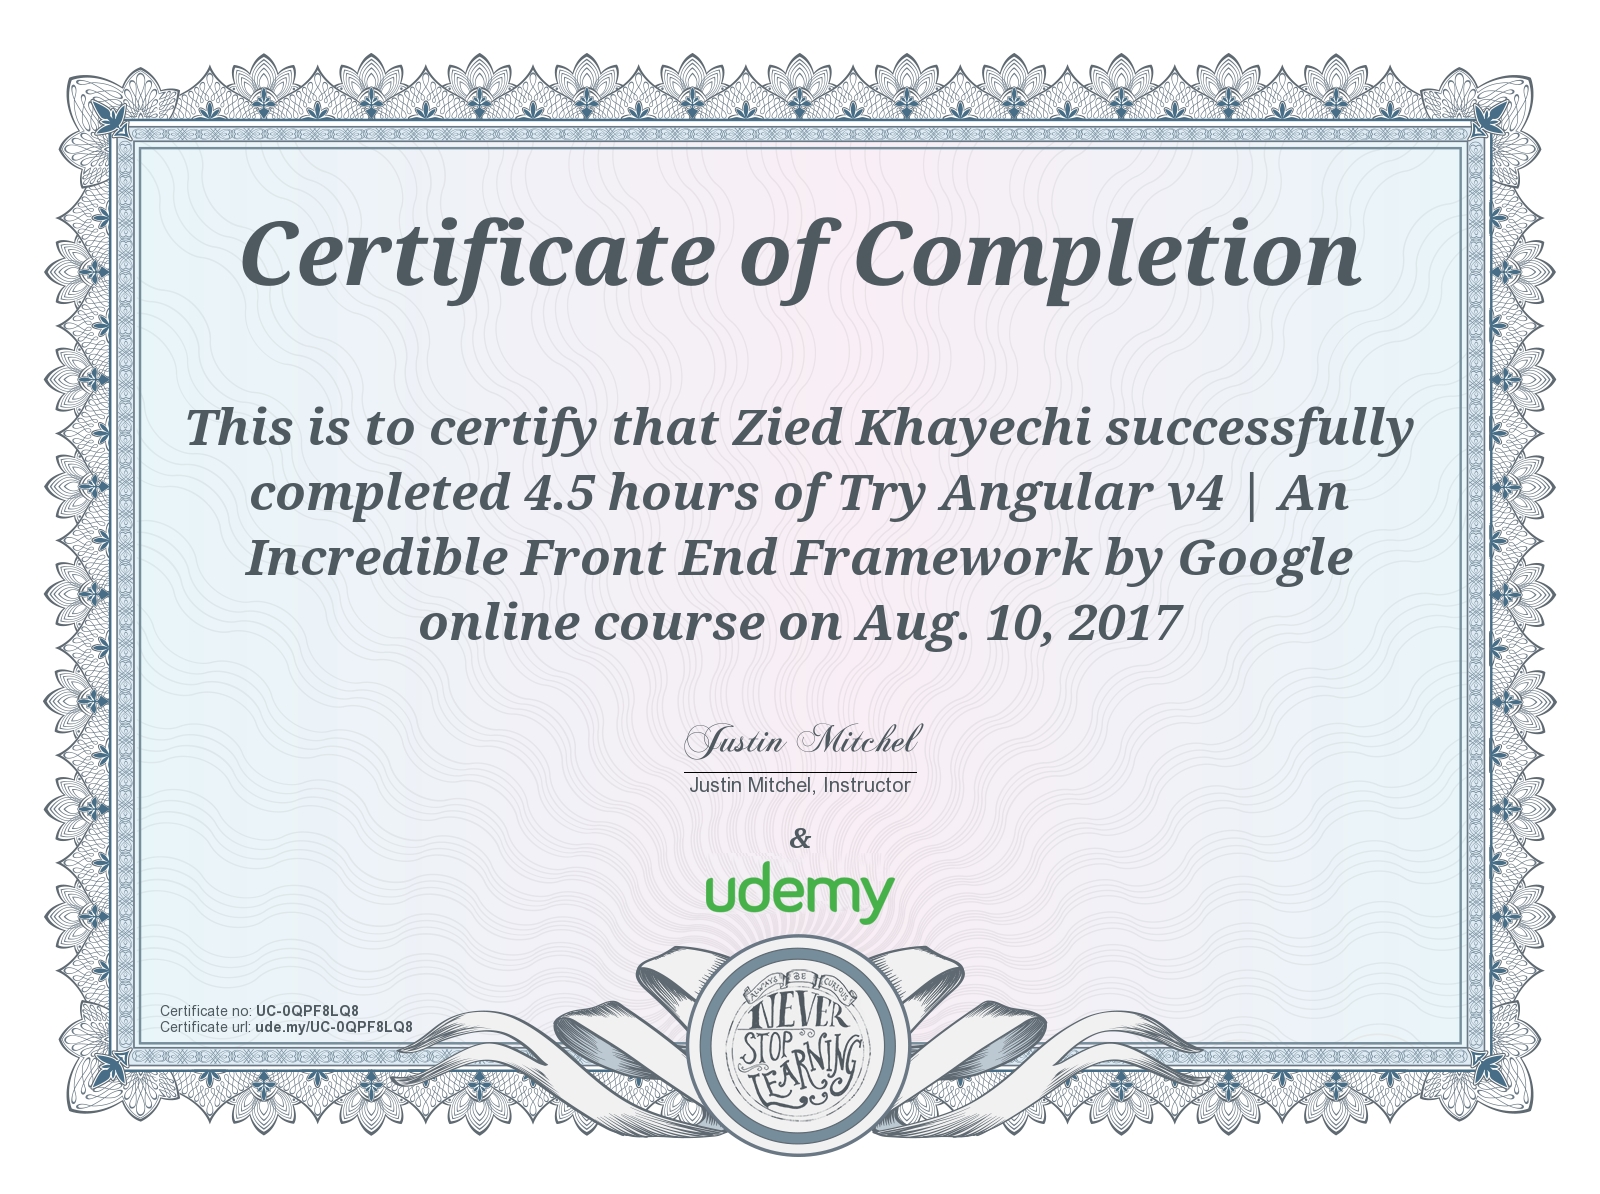 Certificate of Completion
This is to certify that Zied Khayechi successfully
completed 4.5 hours of Try Angular v4 | An
Incredible Front End Framework by Google
online course on Aug. 10, 2017
Justin Mitchel
Justin Mitchel, Instructor
&
udemy
Certificate no: UC-0QPF8LQ8
Certificate url: ude.my/UC-0QPF8LQ8
ALWAYS BE CURIOUS
NEVER
STOP
LEARNING